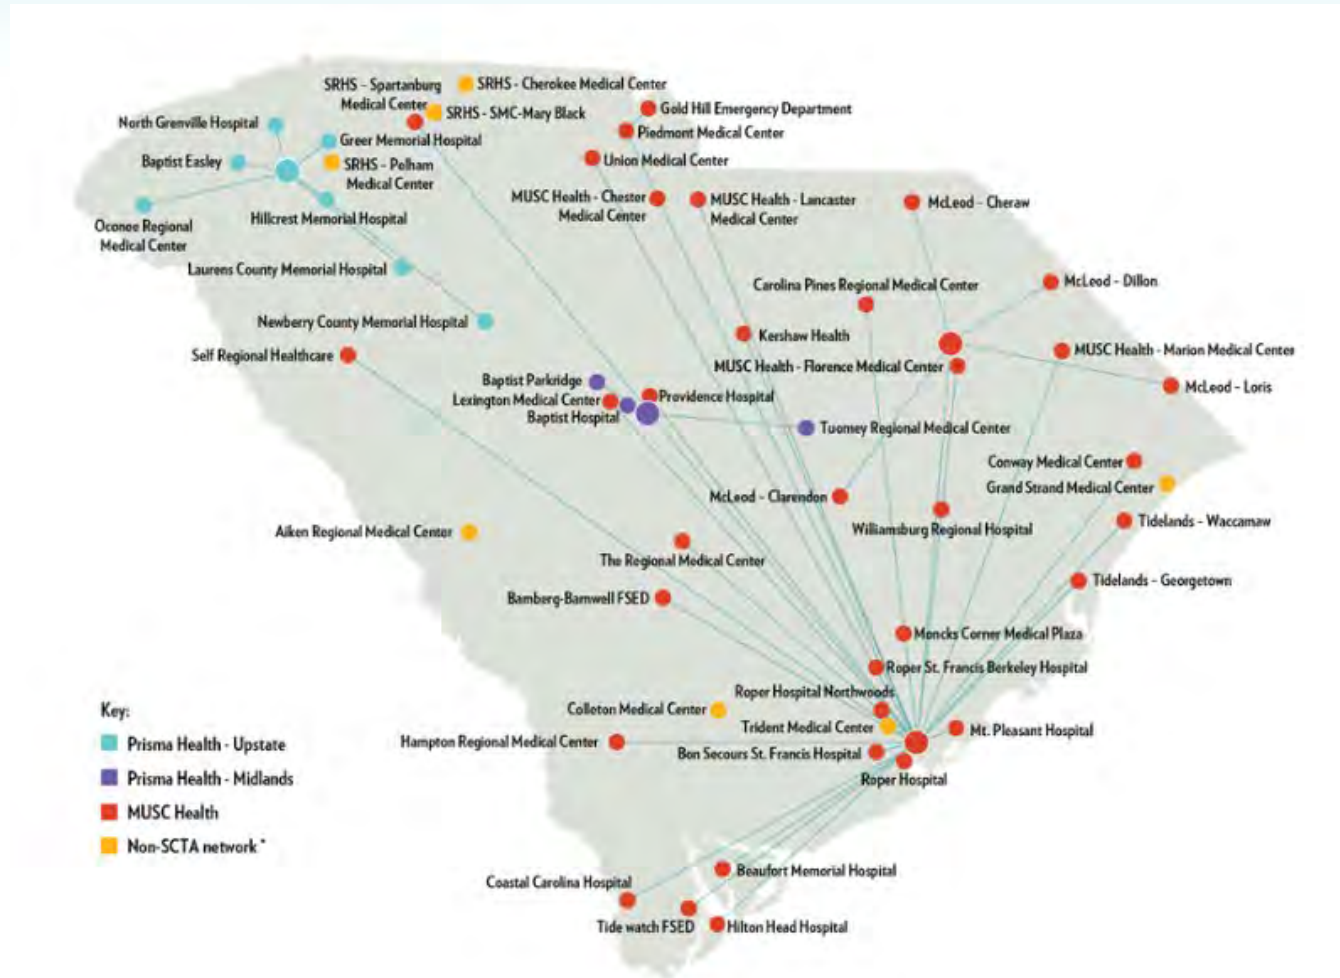 SRHS - Spartanburg
Medical Center
SRHS - Cherokee Medical Center
SRHS - SMC-Mary Black
Gold Hill Emergency Department
North Grenville Hospital
Greer Memorial Hospital
Piedmont Medical Center
Baptist Easley
SRHS - Pelham
Medical Center
Union Medical Center
MUSC Health - Chester
Medical Center
MUSC Health - Lancaster
Medical Center
McLeod - Cheraw
Oconee Regional
Medical Center
Hillcrest Memorial Hospital
Laurens County Memorial Hospital
Carolina Pines Regional Medical Center
McLeod - Dillon
Newberry County Memorial Hospital
Kershaw Health
Self Regional Healthcare
MUSC Health - Florence Medical Center
MUSC Health - Marion Medical Center
McLeod - Loris
Baptist Parkridge
Lexington Medical Center
Baptist Hospital
Providence Hospital
Tuomey Regional Medical Center
Conway Medical Center
Grand Strand Medical Center
McLeod - Clarendon
Williamsburg Regional Hospital
Tidelands - Waccamaw
Aiken Regional Medical Center
The Regional Medical Center
Tidelands - Georgetown
Bamberg-Barnwell FSED
Moncks Corner Medical Plaza
Roper St. Francis Berkeley Hospital
Roper Hospital Northwoods
Colleton Medical Center
Trident Medical Center
Mt. Pleasant Hospital
Hampton Regional Medical Center
Bon Secours St. Francis Hospital
Roper Hospital
Key:
Prisma Health - Upstate
Prisma Health - Midlands
MUSC Health
Non-SCTA network *
Beaufort Memorial Hospital
Coastal Carolina Hospital
Tide watch FSED
Hilton Head Hospital